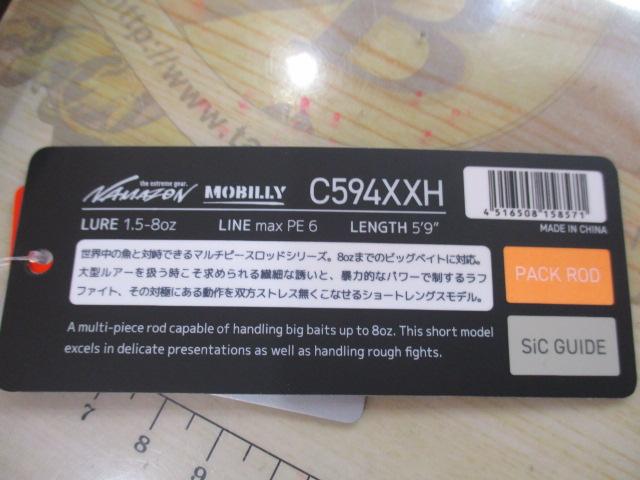 http://www.ta
the extreme gear.
NAMAZON MOBILLY C594XXH
LURE 1.5-8oz LINE max PE 6 LENGTH 5'9"
4 516508 158571
MADE IN CHINA
世界中の魚と対峙できるマルチピースロッドシリーズ。8ozまでのビッグベイトに対応。
大型ルアーを扱う時こそ求められる繊細な誘いと、暴力的なパワーで制するラフ
ファイト、その対極にある動作を双方ストレス無くこなせるショートレングスモデル。
PACK ROD
A multi-piece rod capable of handling big baits up to 8oz. This short model
excels in delicate presentations as well as handling rough fights.
SiC GUIDE
7
8
9